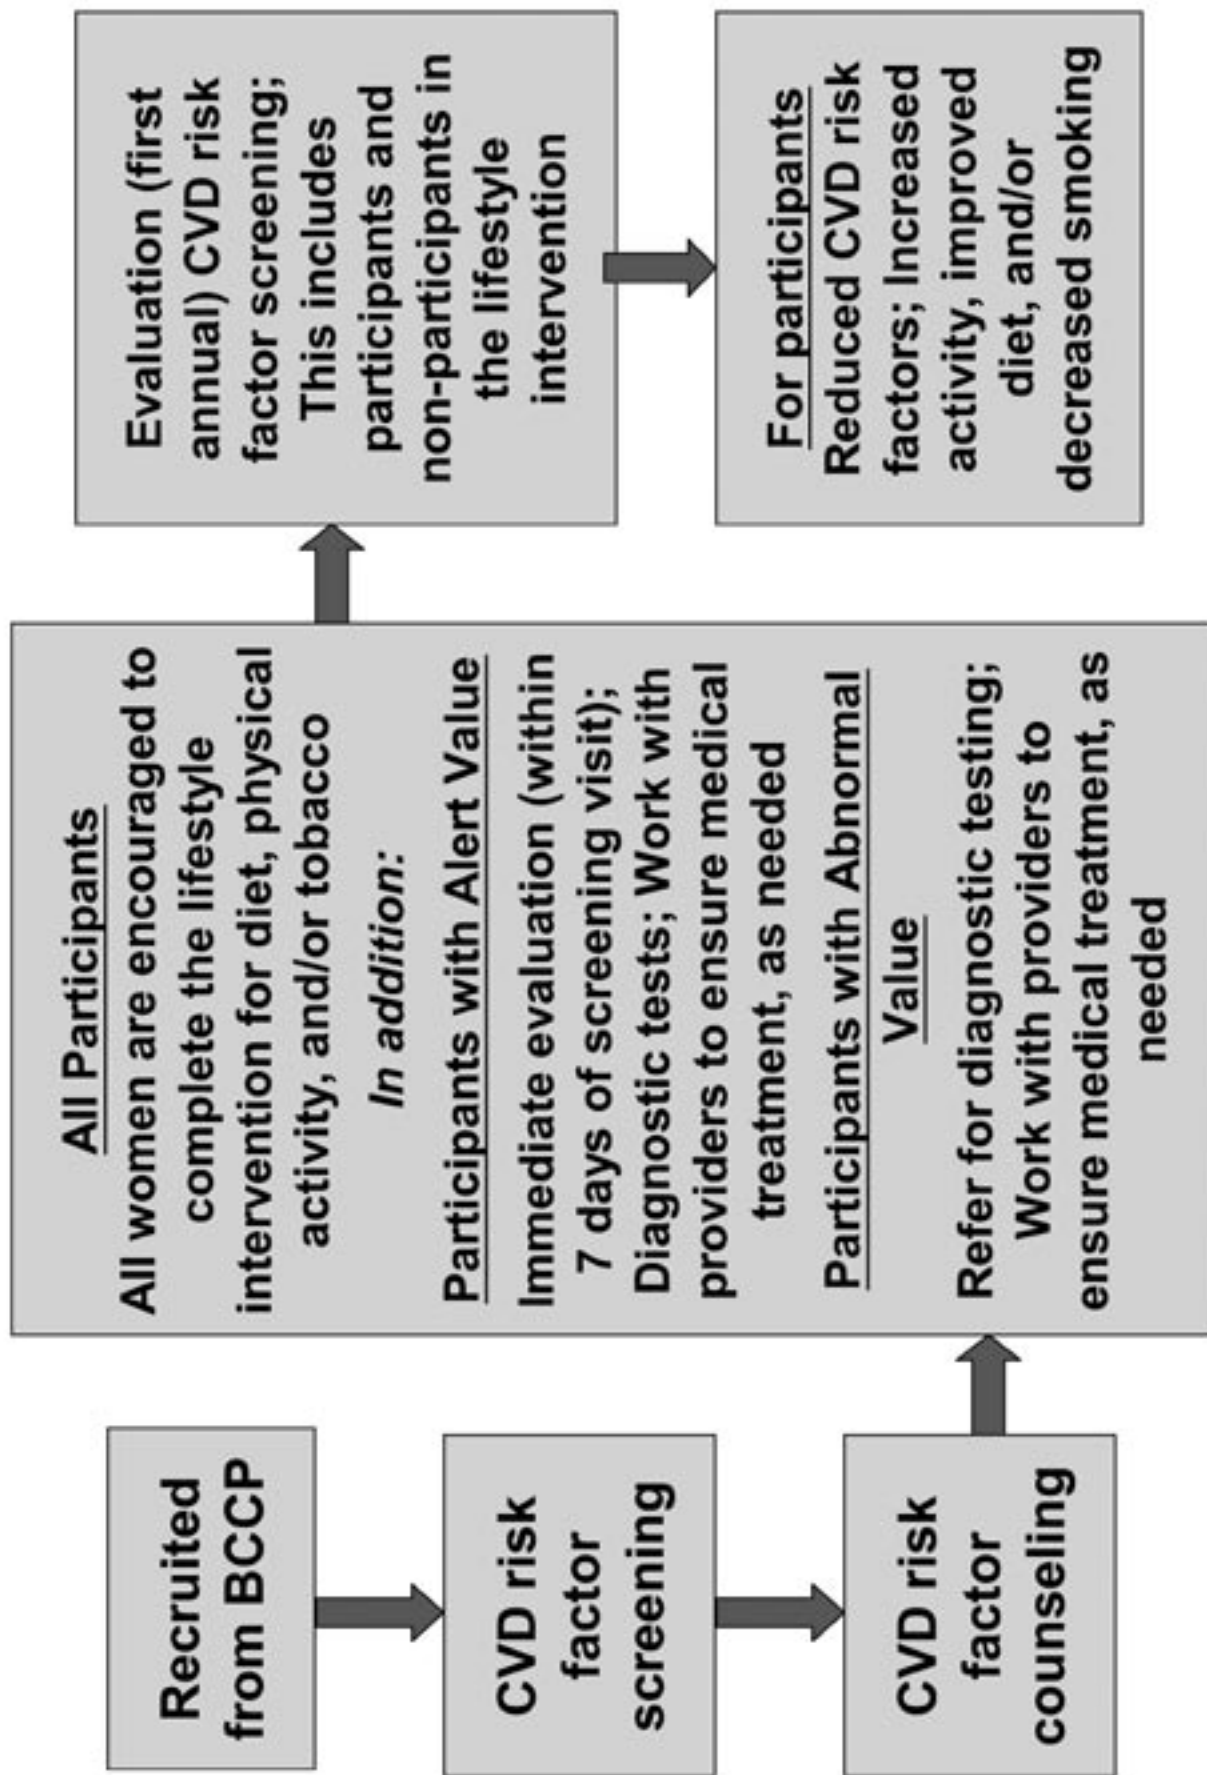 Recruited
from BCCP
CVD risk
factor
screening
CVD risk
factor
counseling
All Participants
All women are encouraged to
complete the lifestyle
intervention for diet, physical
activity, and/or tobacco
In addition:
Participants with Alert Value
Immediate evaluation (within
7 days of screening visit);
Diagnostic tests; Work with
providers to ensure medical
treatment, as needed
Participants with Abnormal
Value
Refer for diagnostic testing;
Work with providers to
ensure medical treatment, as
needed
Evaluation (first
annual) CVD risk
factor screening;
This includes
participants and
non-participants in
the lifestyle
intervention
For participants
Reduced CVD risk
factors; Increased
activity, improved
diet, and/or
decreased smoking